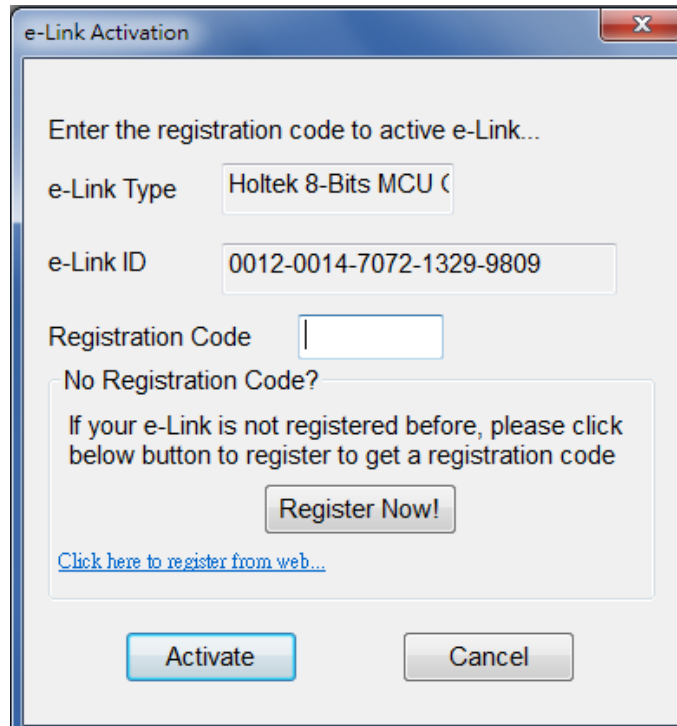 e-Link Activation
Enter the registration code to active e-Link...
e-Link Type
Holtek 8-Bits MCU
e-Link ID
0012-0014-7072-1329-9809
Registration Code
No Registration Code?
If your e-Link is not registered before, please click
below button to register to get a registration code
Register Now!
Click here to register from web...
Activate
Cancel